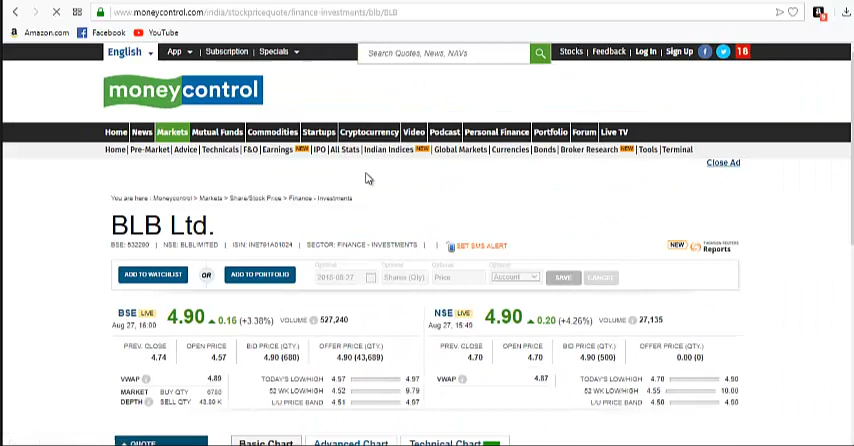 www.moneycontrol.com/india/stockpricequote/finance-investments/blb/BLB
Amazon.com Facebook YouTube
English App | Subscription | Specials Search Quotes, News, NAVs Stocks | Feedback | Log In | Sign Up
moneycontrol
Home News Markets Mutual Funds Commodities Startups Cryptocurrency Video Podcast Personal Finance Portfolio Forum Live TV
Home | Pre-Market | Advice | Technicals | F&O | Earnings NEW | IPO | All Stats | Indian Indices NEW | Global Markets | Currencies | Bonds | Broker Research NEW | Tools | Terminal
Close Ad
You are here : Moneycontrol > Markets > Share/Stock Price > Finance - Investments
BLB Ltd.
BSE: 532290 | NSE: BLBLIMITED | ISIN: INE791A01024 | SECTOR: FINANCE - INVESTMENTS | | SET SMS ALERT NEW THOMSON REUTERS Reports
Optional Optional Optional Optional
ADD TO WATCHLIST OR ADD TO PORTFOLIO 2018-08-27 Shares (Qty) Price Account SAVE CANCEL
BSE LIVE 4.90 0.16 (+3.38%) VOLUME 527,240 NSE LIVE 4.90 0.20 (+4.26%) VOLUME 27,135
Aug 27, 16:00 Aug 27, 15:49
PREV. CLOSE OPEN PRICE BID PRICE (QTY.) OFFER PRICE (QTY.) PREV. CLOSE OPEN PRICE BID PRICE (QTY.) OFFER PRICE (QTY.)
4.74 4.57 4.90 (680) 4.90 (43,689) 4.70 4.70 4.90 (500) 0.00 (0)
VWAP 4.89 TODAY'S LOW/HIGH 4.57 4.97 VWAP 4.87 TODAY'S LOW/HIGH 4.70 4.90
MARKET BUY QTY 6780 52 WK LOW/HIGH 4.52 9.79 52 WK LOW/HIGH 4.55 10.00
DEPTH SELL QTY L/U PRICE BAND 4.51 4.97 L/U PRICE BAND 4.50 4.90
QUOTE Basic Chart Advanced Chart Technical Chart